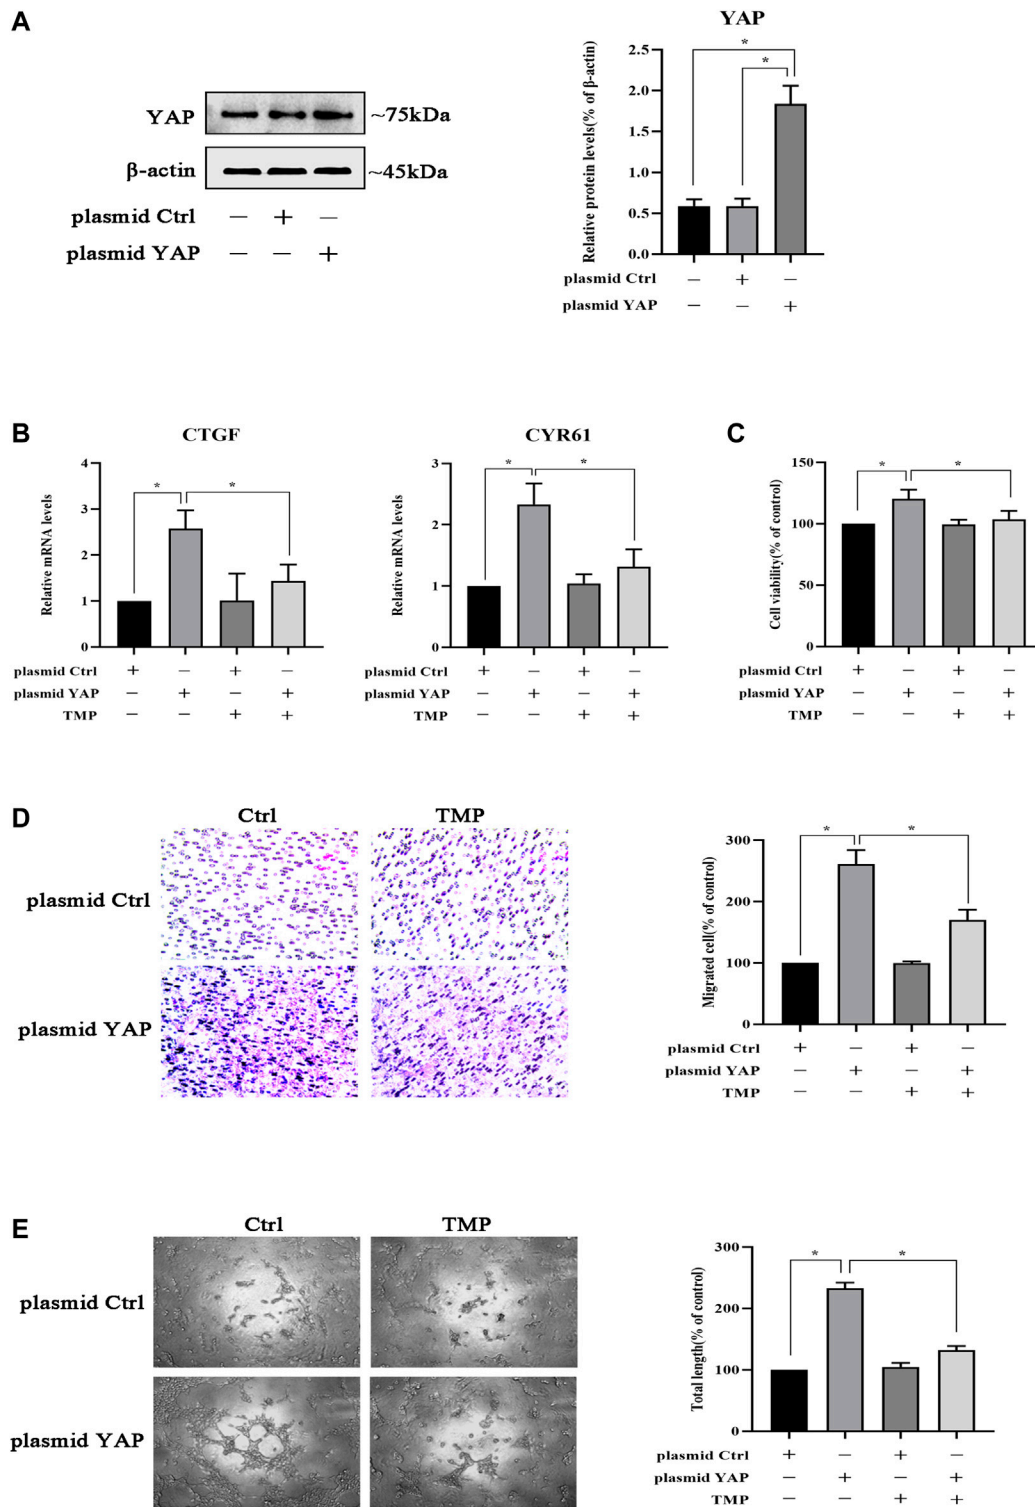 A
YAP
~75kDa
β-actin
~45kDa
plasmid Ctrl − + −
plasmid YAP − − +
YAP
Relative protein levels(% of β-actin)
2.5
2.0
1.5
1.0
0.5
0.0
*
*
plasmid Ctrl − + −
plasmid YAP − − +
B
CTGF
Relative mRNA levels
4
3
2
1
0
*
*
plasmid Ctrl + − + −
plasmid YAP − + − +
TMP − − + +
CYR61
Relative mRNA levels
3
2
1
0
*
*
plasmid Ctrl + − + −
plasmid YAP − + − +
TMP − − + +
C
Cell viability(% of control)
150
100
50
0
*
*
plasmid Ctrl + − + −
plasmid YAP − + − +
TMP − − + +
D
Ctrl TMP
plasmid Ctrl
plasmid YAP
Migrated cell(% of control)
300
200
100
0
*
*
plasmid Ctrl + − + −
plasmid YAP − + − +
TMP − − + +
E
Ctrl TMP
plasmid Ctrl
plasmid YAP
Total length(% of control)
300
200
100
0
*
*
plasmid Ctrl + − + −
plasmid YAP − + − +
TMP − − + +